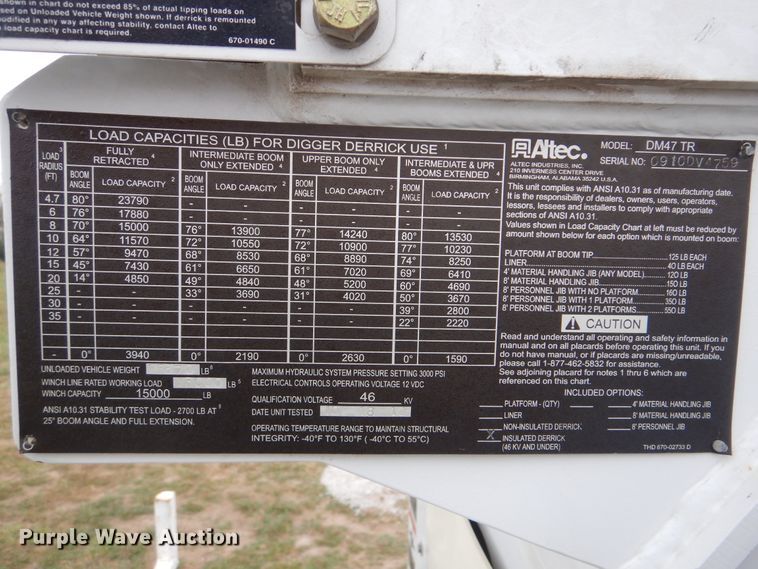 s shown in chart do not exceed 85% of actual tipping loads on
ased on Unloaded Vehicle Weight shown. If derrick is remounted
modified in any way affecting stability, contact Altec to
load capacity chart is required.
670-01490 C
LOAD CAPACITIES (LB) FOR DIGGER DERRICK USE 1
LOAD 3 RADIUS (FT) FULLY RETRACTED 4 INTERMEDIATE BOOM ONLY EXTENDED 4 UPPER BOOM ONLY EXTENDED 4 INTERMEDIATE & UPR BOOMS EXTENDED 4
BOOM ANGLE LOAD CAPACITY 2 BOOM ANGLE LOAD CAPACITY 2 BOOM ANGLE LOAD CAPACITY 2 BOOM ANGLE LOAD CAPACITY 2
4.7 80° 23790 - - - - - -
6 76° 17880 - - - - - -
8 70° 15000 76° 13900 77° 14240 80° 13530
10 64° 11570 72° 10550 72° 10900 77° 10230
12 57° 9470 68° 8530 68° 8890 74° 8250
15 45° 7430 61° 6650 61° 7020 69° 6410
20 14° 4850 49° 4840 48° 5200 60° 4690
25 - - 33° 3690 31° 4020 50° 3670
30 - - - - - - 39° 2800
35 - - - - - - 22° 2220
- 0° 3940 0° 2190 0° 2630 0° 1590
UNLOADED VEHICLE WEIGHT LB 6
WINCH LINE RATED WORKING LOAD LB 5
WINCH CAPACITY 15000 LB
ANSI A10.31 STABILITY TEST LOAD - 2700 LB AT 3
25° BOOM ANGLE AND FULL EXTENSION.
MAXIMUM HYDRAULIC SYSTEM PRESSURE SETTING 3000 PSI
ELECTRICAL CONTROLS OPERATING VOLTAGE 12 VDC
QUALIFICATION VOLTAGE 46 KV
DATE UNIT TESTED
OPERATING TEMPERATURE RANGE TO MAINTAIN STRUCTURAL
INTEGRITY: -40°F TO 130°F ( -40°C TO 55°C)
Altec.
ALTEC INDUSTRIES, INC.
210 INVERNESS CENTER DRIVE
BIRMINGHAM, ALABAMA 35242 U.S.A.
MODEL: DM47 TR
SERIAL NO: 0910DV4759
This unit complies with ANSI A10.31 as of manufacturing date.
It is the responsibility of dealers, owners, users, operators,
lessors, lessees and installers to comply with appropriate
sections of ANSI A10.31.
Values shown in Load Capacity Chart at left must be reduced by
amount shown below for each option which is mounted on boom:
PLATFORM AT BOOM TIP 125 LB EACH
LINER 40 LB EACH
4' MATERIAL HANDLING JIB (ANY MODEL) 120 LB
8' MATERIAL HANDLING JIB 150 LB
8' PERSONNEL JIB WITH NO PLATFORM 160 LB
8' PERSONNEL JIB WITH 1 PLATFORM 350 LB
8' PERSONNEL JIB WITH 2 PLATFORMS 550 LB
CAUTION
Read and understand all operating and safety information in
manual and on all placards before operating this unit. If you
do not have manual, or if placards are missing/unreadable,
please call 1-877-462-5832 for assistance.
See adjoining placard for notes 1 thru 6 which are
referenced on this chart.
INCLUDED OPTIONS:
PLATFORM - (QTY) 4' MATERIAL HANDLING JIB
LINER 8' MATERIAL HANDLING JIB
NON-INSULATED DERRICK 8' PERSONNEL JIB
X INSULATED DERRICK
(46 KV AND UNDER)
THD 670-02733 D
Purple Wave Auction